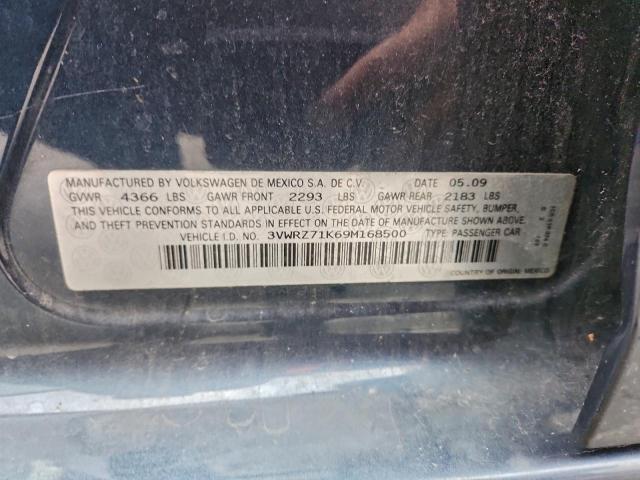 MANUFACTURED BY VOLKSWAGEN DE MEXICO S.A. DE C.V. DATE 05.09
GVWR 4366 LBS GAWR FRONT 2293 LBS GAWR REAR 2183 LBS
THIS VEHICLE CONFORMS TO ALL APPLICABLE U.S. FEDERAL MOTOR VEHICLE SAFETY, BUMPER,
AND THEFT PREVENTION STANDARDS IN EFFECT ON THE DATE OF MANUFACTURE SHOWN ABOVE.
VEHICLE I.D. NO. 3VWRZ71K69M168500 TYPE: PASSENGER CAR
COUNTRY OF ORIGIN: MEXICO